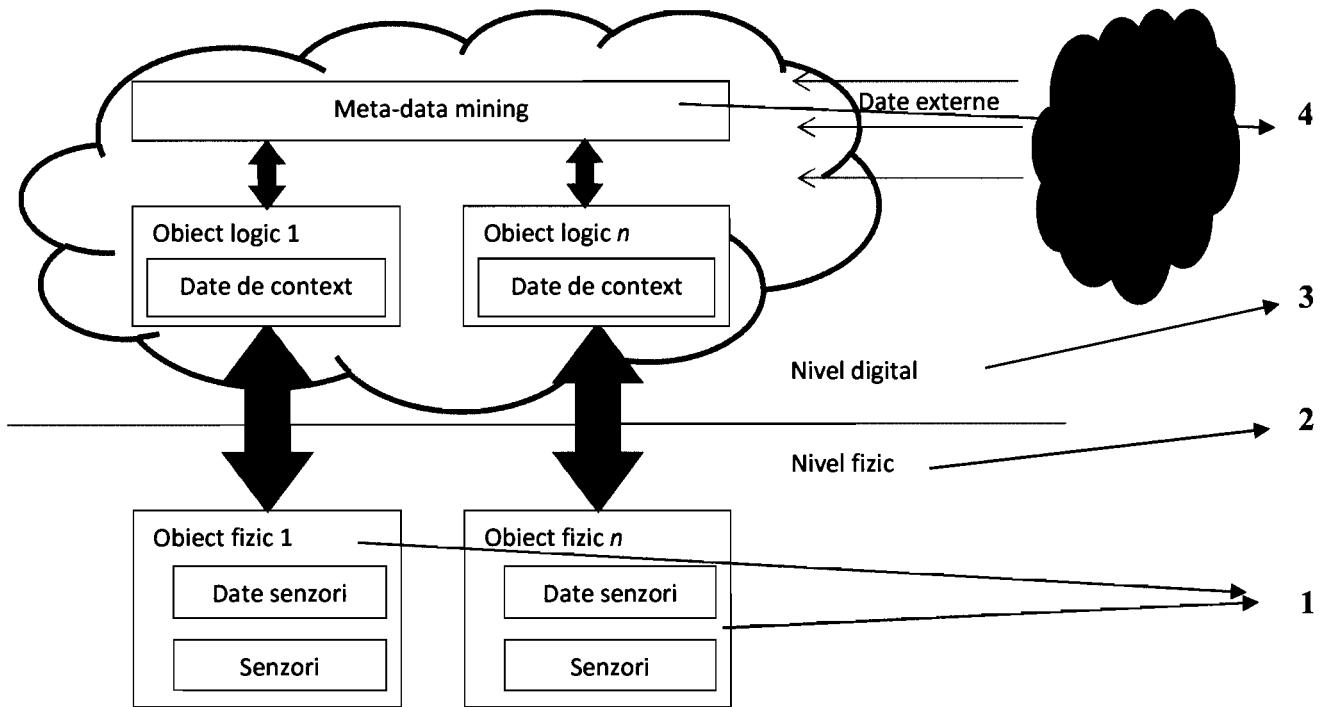 Meta-data mining
Date externe
4
Obiect logic 1
Obiect logic n
Date de context
Date de context
3
Nivel digital
2
Nivel fizic
Obiect fizic 1
Obiect fizic n
Date senzori
Date senzori
1
Senzori
Senzori